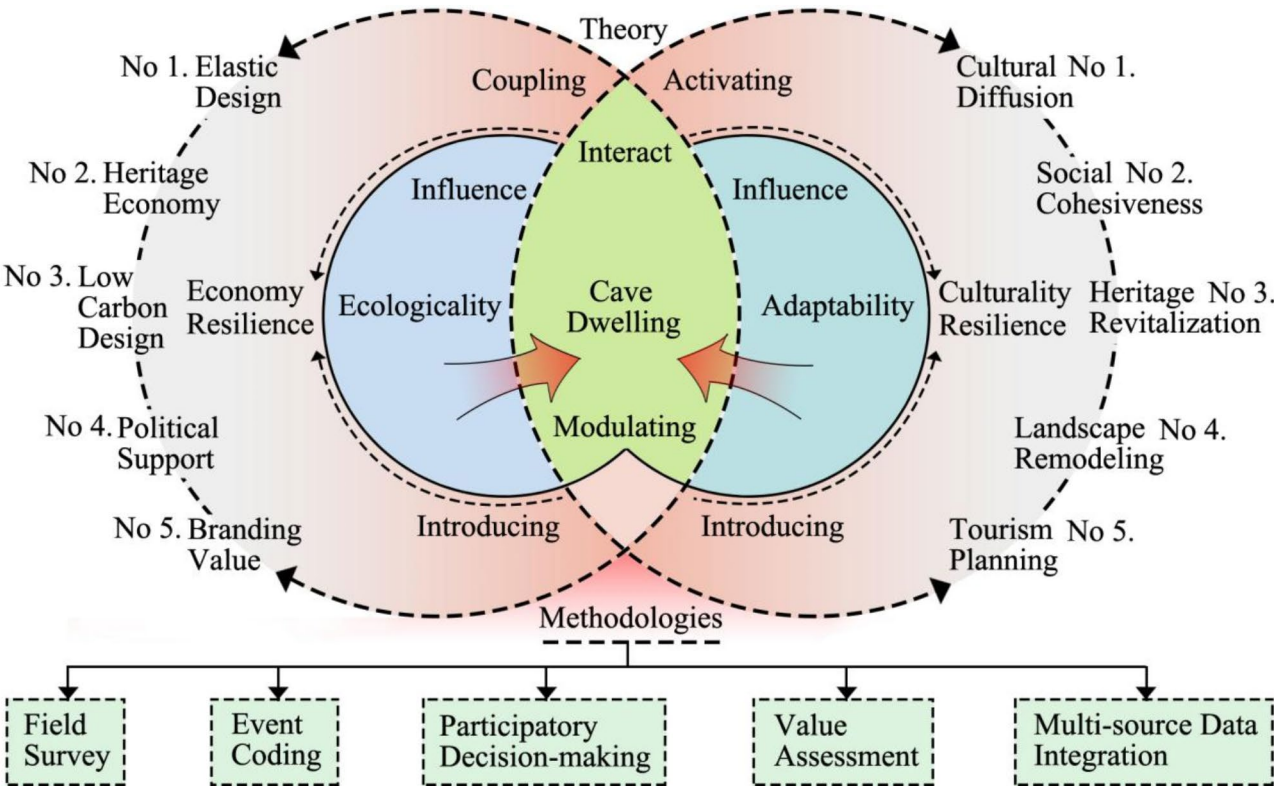 Theory
Coupling
Activating
No 1. Elastic
Design
Cultural No 1.
Diffusion
Interact
No 2. Heritage
Economy
Influence
Influence
Social No 2.
Cohesiveness
No 3. Low
Carbon
Design
Economy
Resilience
Ecologicality
Cave
Dwelling
Adaptability
Culturality
Resilience
Heritage No 3.
Revitalization
No 4. Political
Support
Modulating
Landscape No 4.
Remodeling
No 5. Branding
Value
Introducing
Introducing
Tourism No 5.
Planning
Methodologies
Field
Survey
Event
Coding
Participatory
Decision-making
Value
Assessment
Multi-source Data
Integration